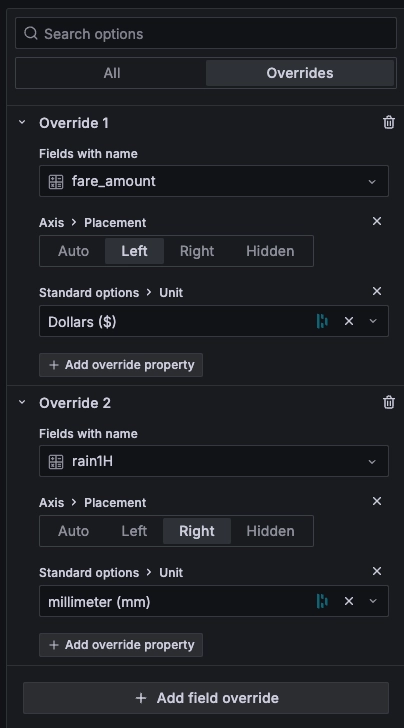 Search options
All Overrides
Override 1
Fields with name
fare_amount
Axis > Placement
Auto Left Right Hidden
Standard options > Unit
Dollars ($)
+ Add override property
Override 2
Fields with name
rain1H
Axis > Placement
Auto Left Right Hidden
Standard options > Unit
millimeter (mm)
+ Add override property
+ Add field override